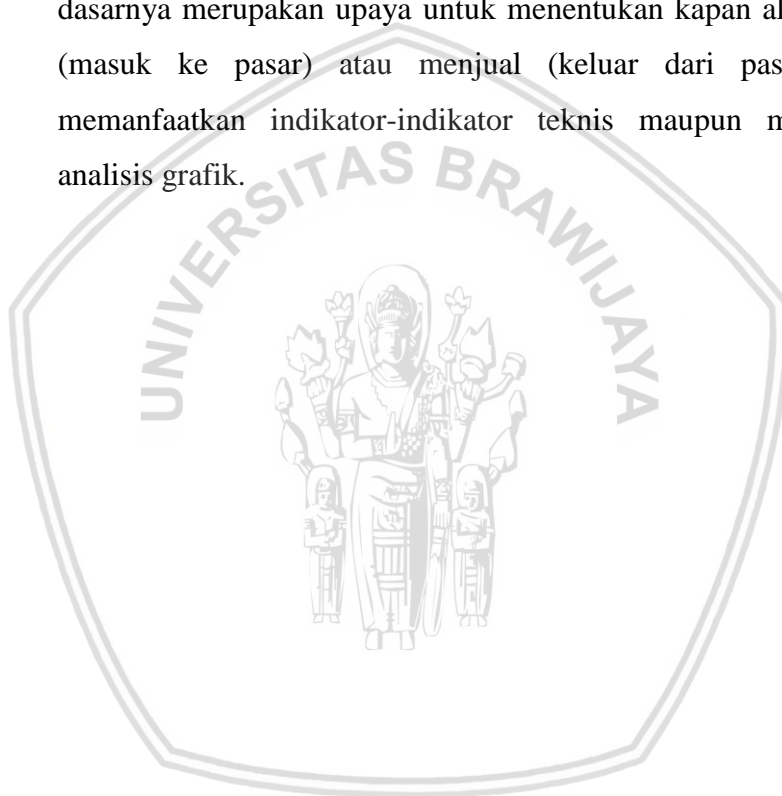 dasarnya merupakan upaya untuk menentukan kapan
(masuk ke pasar) atau menjual (keluar dari
memanfaatkan indikator-indikator teknis maupun
analisis grafik.
UNIVERSITAS BRAWIJAYA